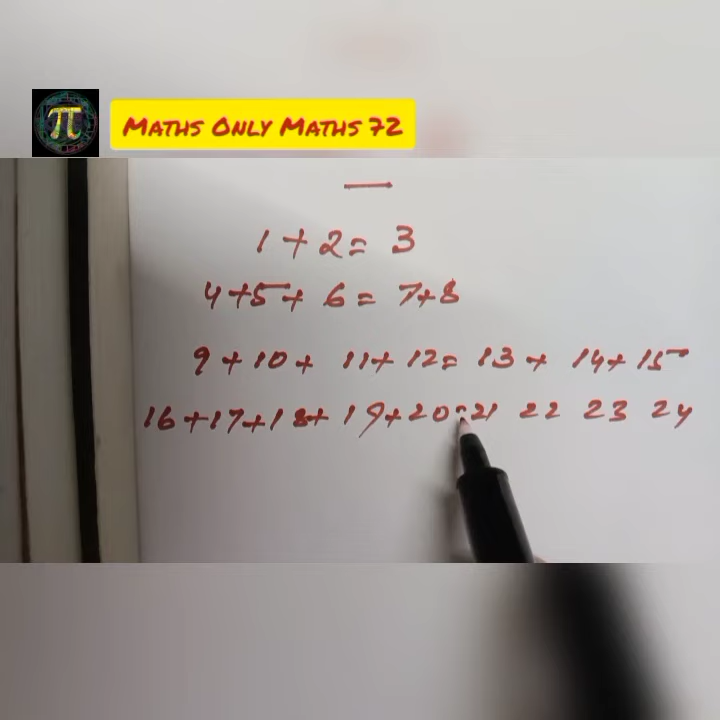 π
MATHS ONLY MATHS 72
1 + 2 = 3
4 + 5 + 6 = 7 + 8
9 + 10 + 11 + 12 = 13 + 14 + 15
16 + 17 + 18 + 19 + 20 = 21 22 23 24